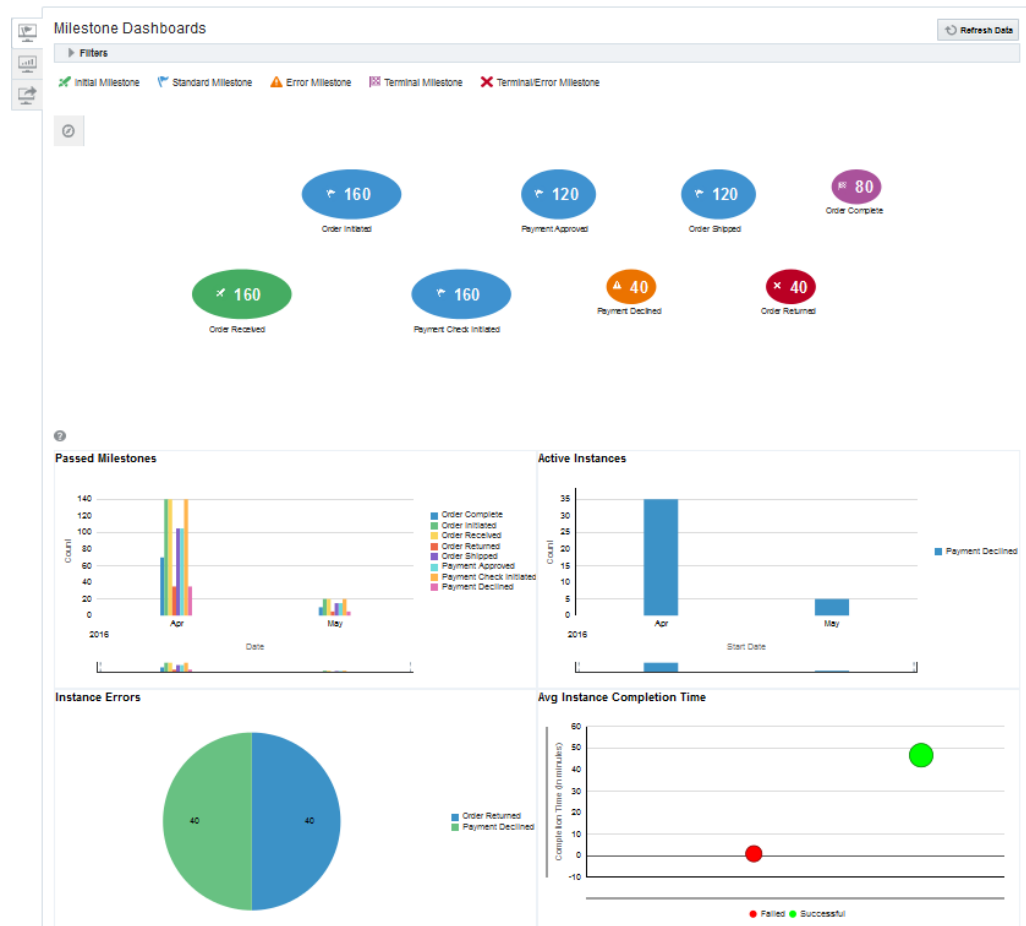 Milestone Dashboards
Refresh Data
Filters
Initial Milestone
Standard Milestone
Error Milestone
Terminal Milestone
Terminal/Error Milestone
160
Order Initiated
120
Payment Approved
120
Order Shipped
80
Order Complete
160
Order Received
160
Payment Check Initiated
40
Payment Declined
40
Order Returned
Passed Milestones
140
120
100
80
60
40
20
0
Count
Apr
May
2016
Date
Order Complete
Order Initiated
Order Received
Order Returned
Order Shipped
Payment Approved
Payment Check Initiated
Payment Declined
Active Instances
35
30
25
20
15
10
5
0
Count
Apr
May
2016
Start Date
Payment Declined
Instance Errors
40
40
Order Returned
Payment Declined
Avg Instance Completion Time
60
50
40
30
20
10
0
-10
Completion Time (In minutes)
Failed
Successful